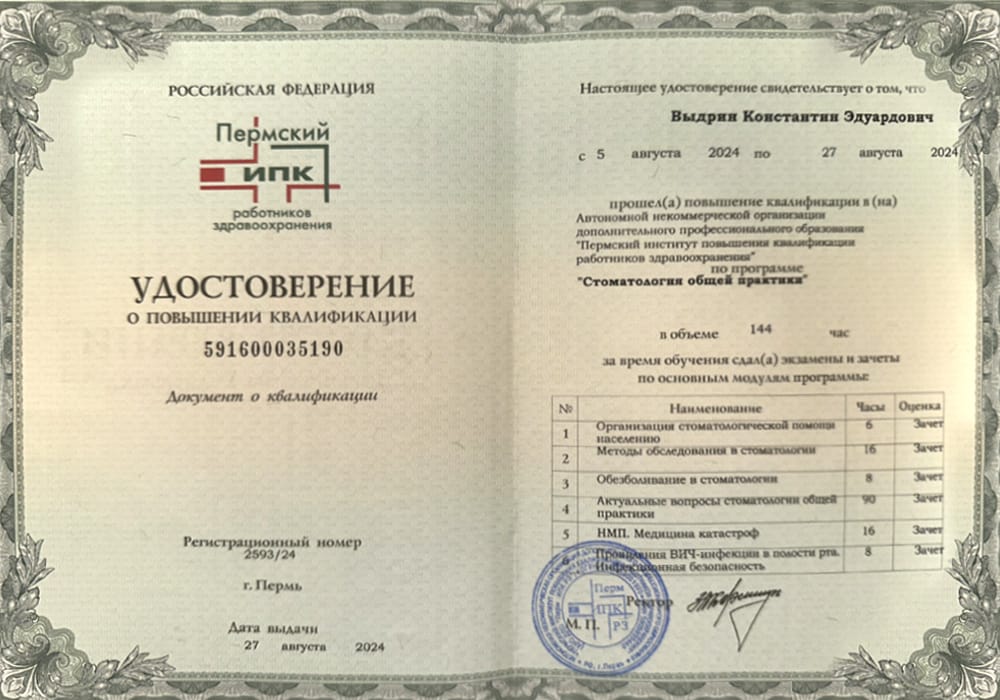 РОССИЙСКАЯ ФЕДЕРАЦИЯ
Пермский
ИПК
работников
здравоохранения
УДОСТОВЕРЕНИЕ
О ПОВЫШЕНИИ КВАЛИФИКАЦИИ
591600035190
Документ о квалификации
Регистрационный номер
2593/24
г. Пермь
Дата выдачи
27 августа 2024
Настоящее удостоверение свидетельствует о том, что
Выдрин Константин Эдуардович
с 5 августа 2024 по 27 августа 2024
прошел(а) повышение квалификации в (на)
Автономной некоммерческой организации
дополнительного профессионального образования
"Пермский институт повышения квалификации
работников здравоохранения"
по программе
"Стоматология общей практики"
в объеме 144 час
за время обучения сдал(а) экзамены и зачеты
по основным модулям программы:
№ Наименование Часы Оценка
1 Организация стоматологической помощи населению 6 Зачет
2 Методы обследования в стоматологии 16 Зачет
3 Обезболивание в стоматологии 8 Зачет
4 Актуальные вопросы стоматологии общей практики 90 Зачет
5 НМП. Медицина катастроф 16 Зачет
6 Проявления ВИЧ-инфекции в полости рта. Инфекционная безопасность 8 Зачет
Перм
ИПК
РЗ
М. П.
Ректор